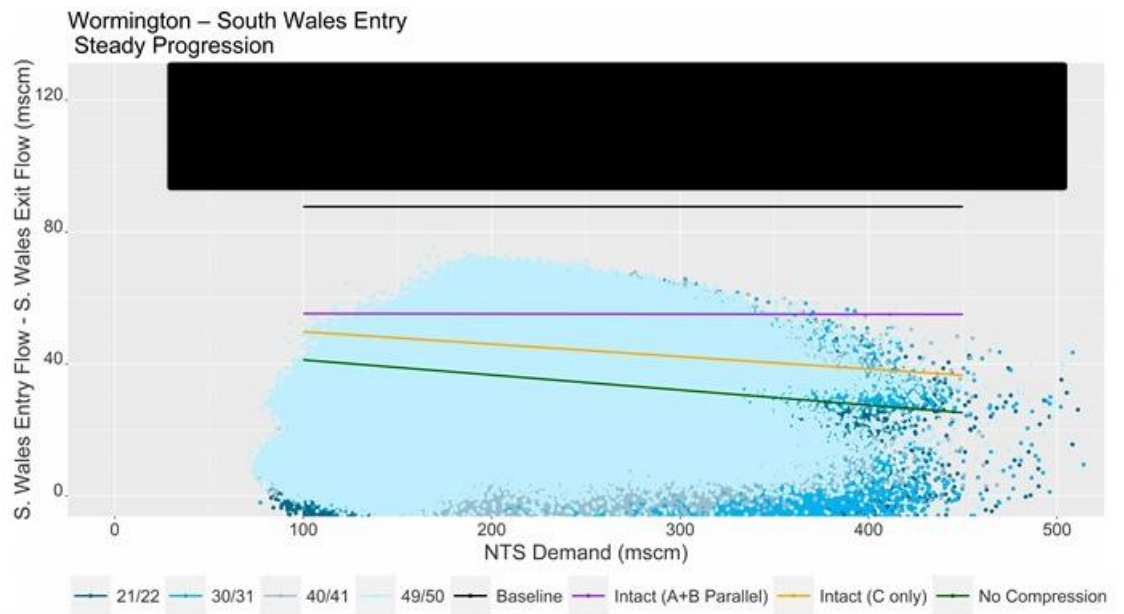 Wormington – South Wales Entry
Steady Progression
S. Wales Entry Flow - S. Wales Exit Flow (mscm)
120
80
40
0
0 100 200 300 400 500
NTS Demand (mscm)
21/22 30/31 40/41 49/50 Baseline Intact (A+B Parallel) Intact (C only) No Compression